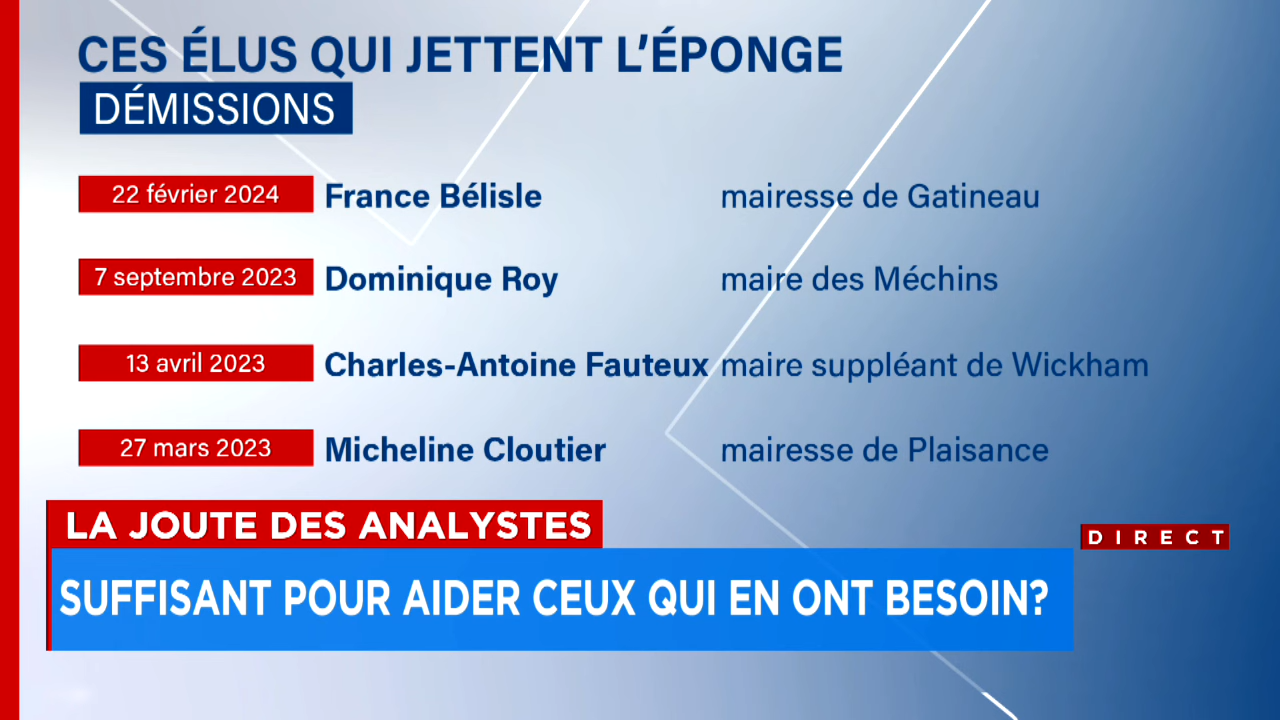 CES ÉLUS QUI JETTENT L'ÉPONGE
DÉMISSIONS
22 février 2024 France Bélisle mairesse de Gatineau
7 septembre 2023 Dominique Roy maire des Méchins
13 avril 2023 Charles-Antoine Fauteux maire suppléant de Wickham
27 mars 2023 Micheline Cloutier mairesse de Plaisance
LA JOUTE DES ANALYSTES
DIRECT
SUFFISANT POUR AIDER CEUX QUI EN ONT BESOIN?